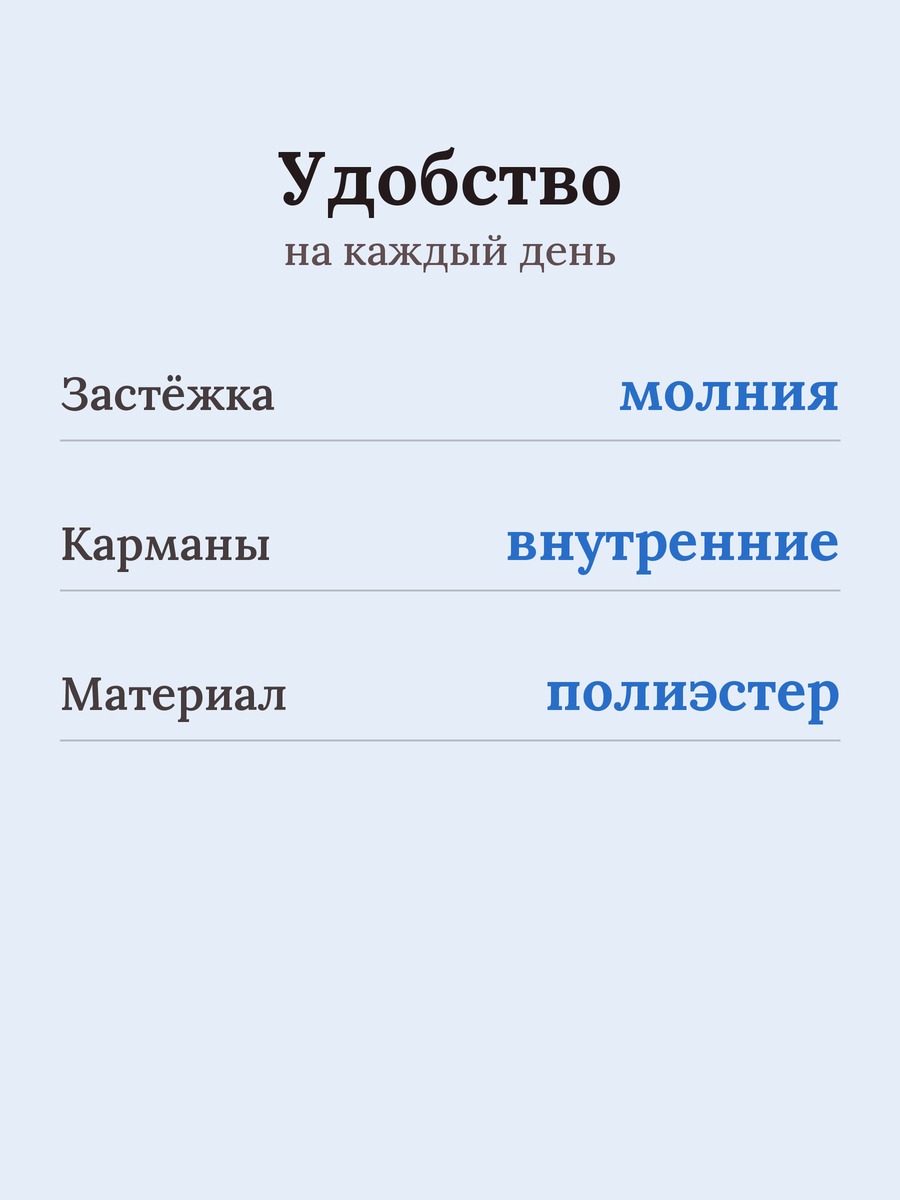 Удобство
на каждый день
Застёжка молния
Карманы внутренние
Материал полиэстер